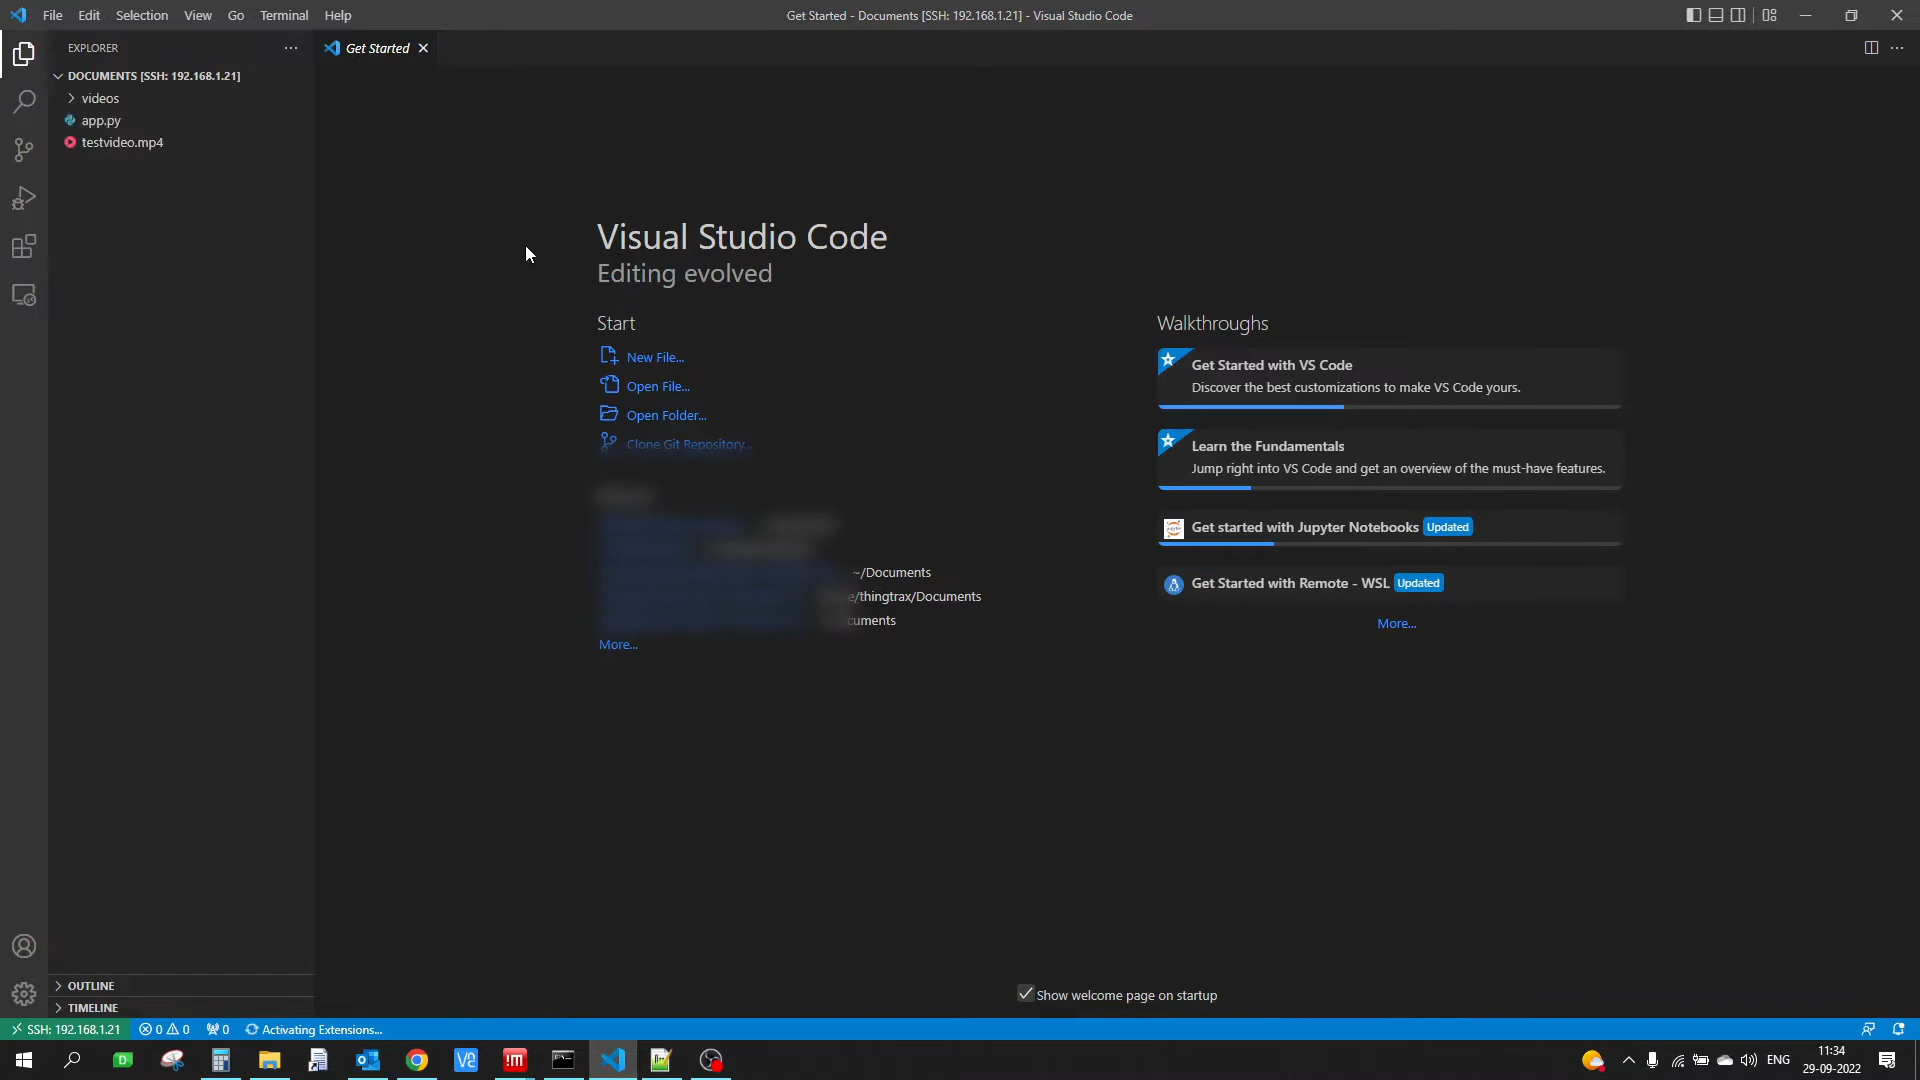 File Edit Selection View Go Terminal Help
Get Started - Documents [SSH: 192.168.1.21] - Visual Studio Code
EXPLORER
Get Started
DOCUMENTS [SSH: 192.168.1.21]
videos
app.py
testvideo.mp4
Visual Studio Code
Editing evolved
Start
New File...
Open File...
Open Folder...
Clone Git Repository...
~/Documents
/thingtrax/Documents
More...
Walkthroughs
Get Started with VS Code
Discover the best customizations to make VS Code yours.
Learn the Fundamentals
Jump right into VS Code and get an overview of the must-have features.
Get started with Jupyter Notebooks Updated
Get Started with Remote - WSL Updated
More...
Show welcome page on startup
OUTLINE
TIMELINE
SSH: 192.168.1.21 0 0 0 Activating Extensions...
ENG
11:34
29-09-2022